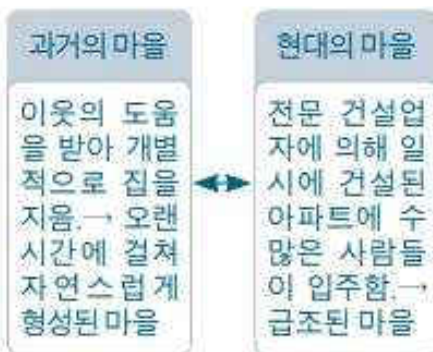 과거의 마을
이웃의 도움
을 받아 개별
적으로 집을
지음.→ 오랜
시간에 걸쳐
자연스럽게
형성된 마을
현대의 마을
전문 건설업
자에 의해 일
시에 건설된
아파트에 수
많은 사람들
이 입주함.→
급조된 마을